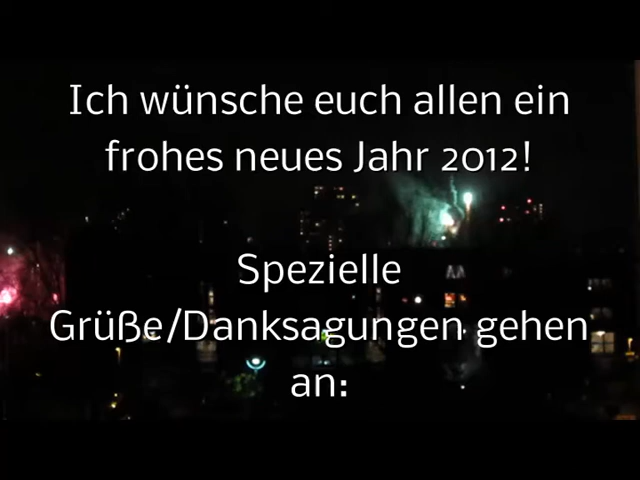 Ich wünsche euch allen ein
frohes neues Jahr 2012!
Spezielle
Grüße/Danksagungen gehen
an: